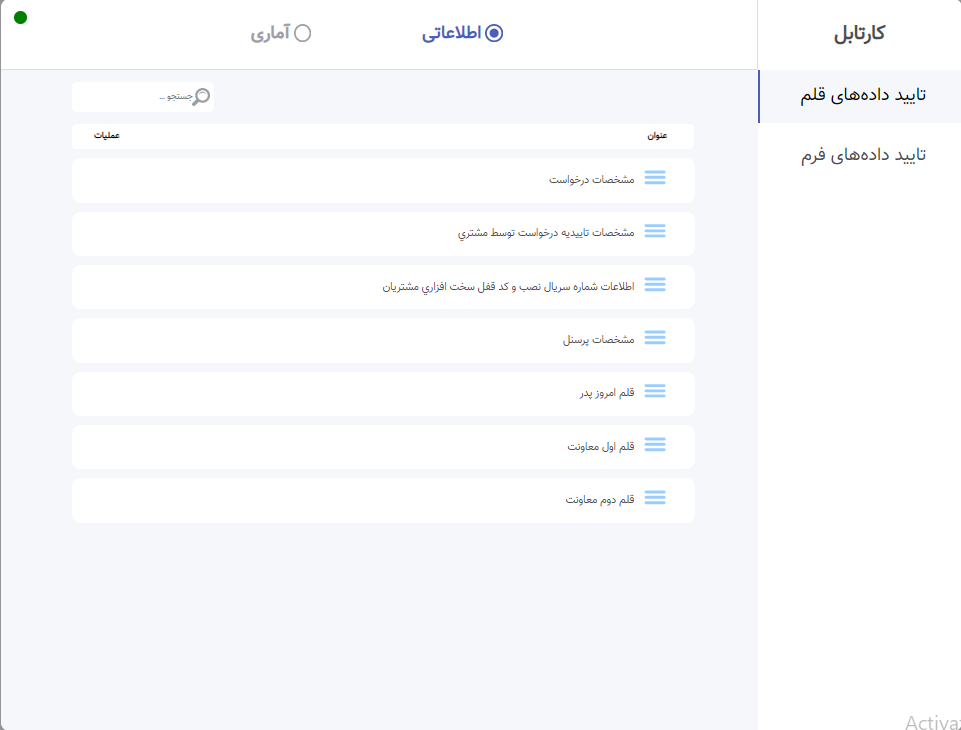 کارتابل
تایید داده‌های قلم
تایید داده‌های فرم
اطلاعاتی
آماری
جستجو ...
عنوان
عملیات
مشخصات درخواست
مشخصات تاييديه درخواست توسط مشتري
اطلاعات شماره سريال نصب و کد قفل سخت افزاري مشتريان
مشخصات پرسنل
قلم امروز پدر
قلم اول معاونت
قلم دوم معاونت